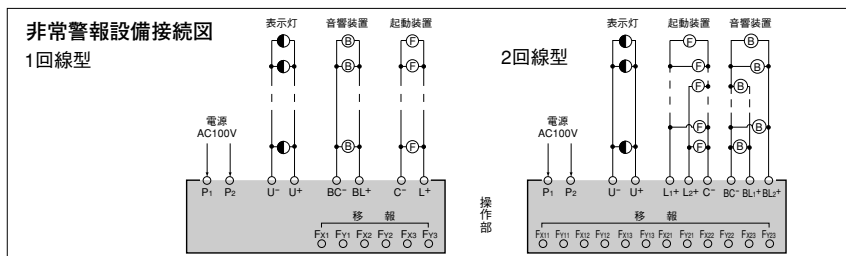 非常警報設備接続図
1回線型
表示灯 音響装置 起動装置
B F
F
B
B F
電源
AC100V
P1 P2 U- U+ BC- BL+ C- L+
移 報
FX1 FY1 FX2 FY2 FX3 FY3
操作部
2回線型
表示灯 起動装置 音響装置
F B
F B
F B
F B
F B
電源
AC100V
P1 P2 U- U+ L1+ L2+ C- BC- BL1+ BL2+
移 報
FX11 FY11 FX12 FY12 FX13 FY13 FX21 FY21 FX22 FY22 FX23 FY23